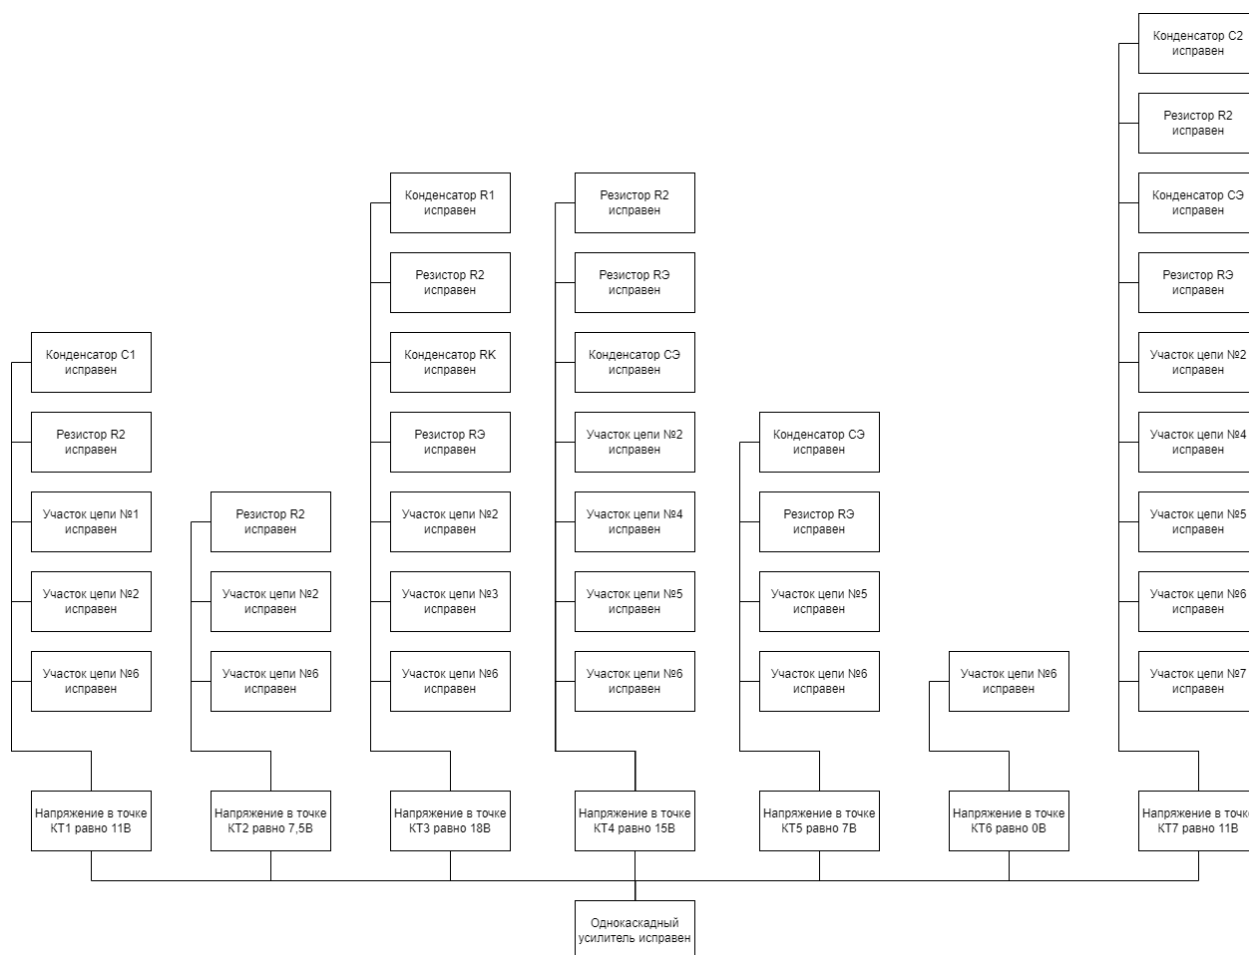 Конденсатор С2
исправен
Резистор R2
исправен
Конденсатор R1
исправен
Резистор R2
исправен
Конденсатор СЭ
исправен
Резистор R2
исправен
Резистор RЭ
исправен
Резистор RЭ
исправен
Конденсатор С1
исправен
Конденсатор RК
исправен
Конденсатор СЭ
исправен
Участок цепи №2
исправен
Резистор R2
исправен
Резистор RЭ
исправен
Участок цепи №2
исправен
Конденсатор СЭ
исправен
Участок цепи №4
исправен
Участок цепи №1
исправен
Резистор R2
исправен
Участок цепи №2
исправен
Участок цепи №4
исправен
Резистор RЭ
исправен
Участок цепи №5
исправен
Участок цепи №2
исправен
Участок цепи №2
исправен
Участок цепи №3
исправен
Участок цепи №5
исправен
Участок цепи №5
исправен
Участок цепи №6
исправен
Участок цепи №6
исправен
Участок цепи №6
исправен
Участок цепи №6
исправен
Участок цепи №6
исправен
Участок цепи №6
исправен
Участок цепи №6
исправен
Участок цепи №7
исправен
Напряжение в точке
КТ1 равно 11В
Напряжение в точке
КТ2 равно 7,5В
Напряжение в точке
КТ3 равно 18В
Напряжение в точке
КТ4 равно 15В
Напряжение в точке
КТ5 равно 7В
Напряжение в точке
КТ6 равно 0В
Напряжение в точке
КТ7 равно 11В
Однокаскадный
усилитель исправен